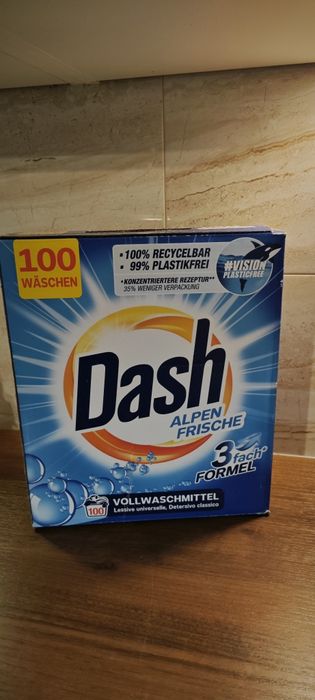 100
WÄSCHEN
• 100% RECYCELBAR
• 99% PLASTIKFREI
• KONZENTRIERTERE REZEPTUR**
35% WENIGER VERPACKUNG
#VISION
PLASTICFREE
Dash
ALPEN
FRISCHE
3fach*
FORMEL
100
VOLLWASCHMITTEL
Lessive universelle, Detersivo classico